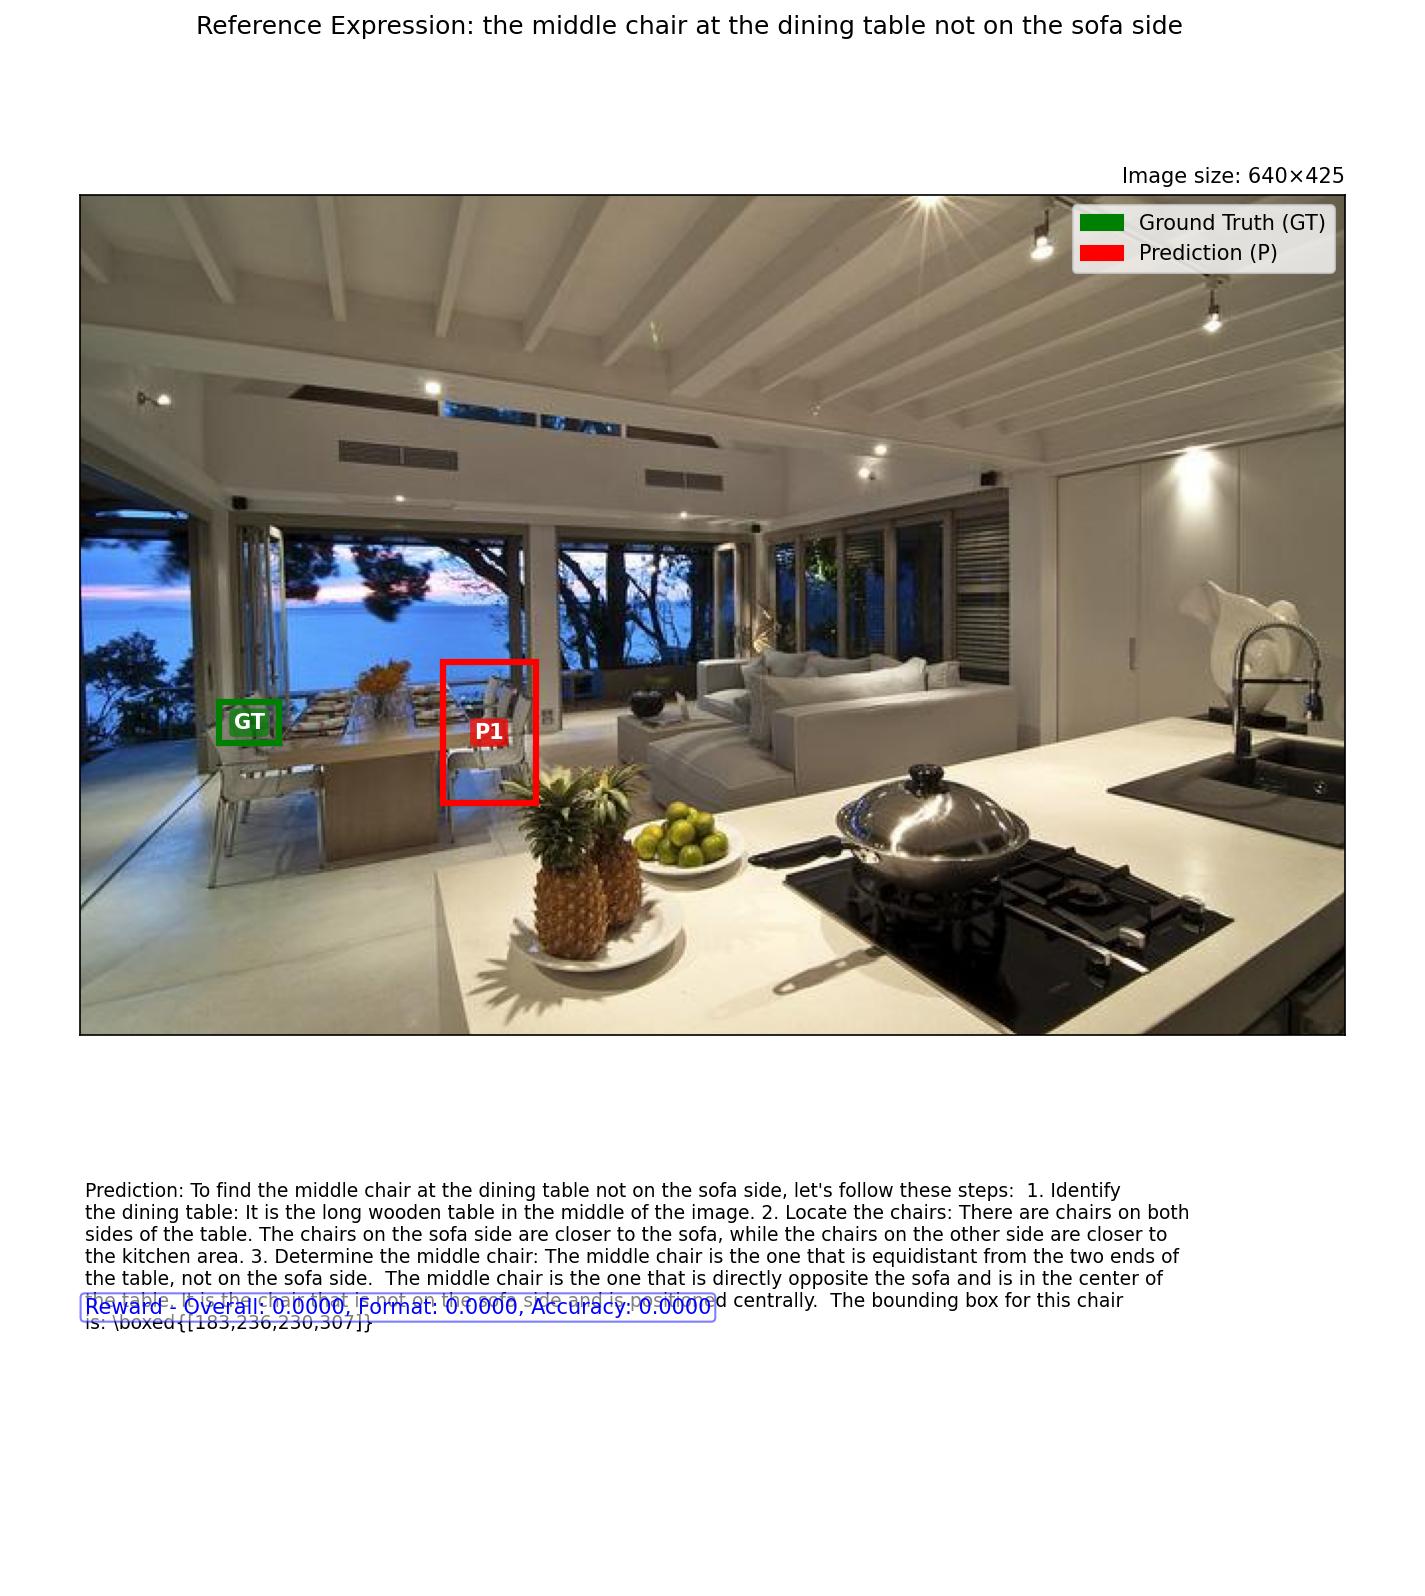 Reference Expression: the middle chair at the dining table not on the sofa side
Image size: 640×425
Ground Truth (GT)
Prediction (P)
GT
P1
Prediction: To find the middle chair at the dining table not on the sofa side, let's follow these steps:  1. Identify
the dining table: It is the long wooden table in the middle of the image. 2. Locate the chairs: There are chairs on both
sides of the table. The chairs on the sofa side are closer to the sofa, while the chairs on the other side are closer to
the kitchen area. 3. Determine the middle chair: The middle chair is the one that is equidistant from the two ends of
the table, not on the sofa side.  The middle chair is the one that is directly opposite the sofa and is in the center of
the table. It is the chair that is not on the sofa side and is positioned centrally.  The bounding box for this chair
Reward - Overall: 0.0000, Format: 0.0000, Accuracy: 0.0000
is: \boxed{[183,236,230,307]}